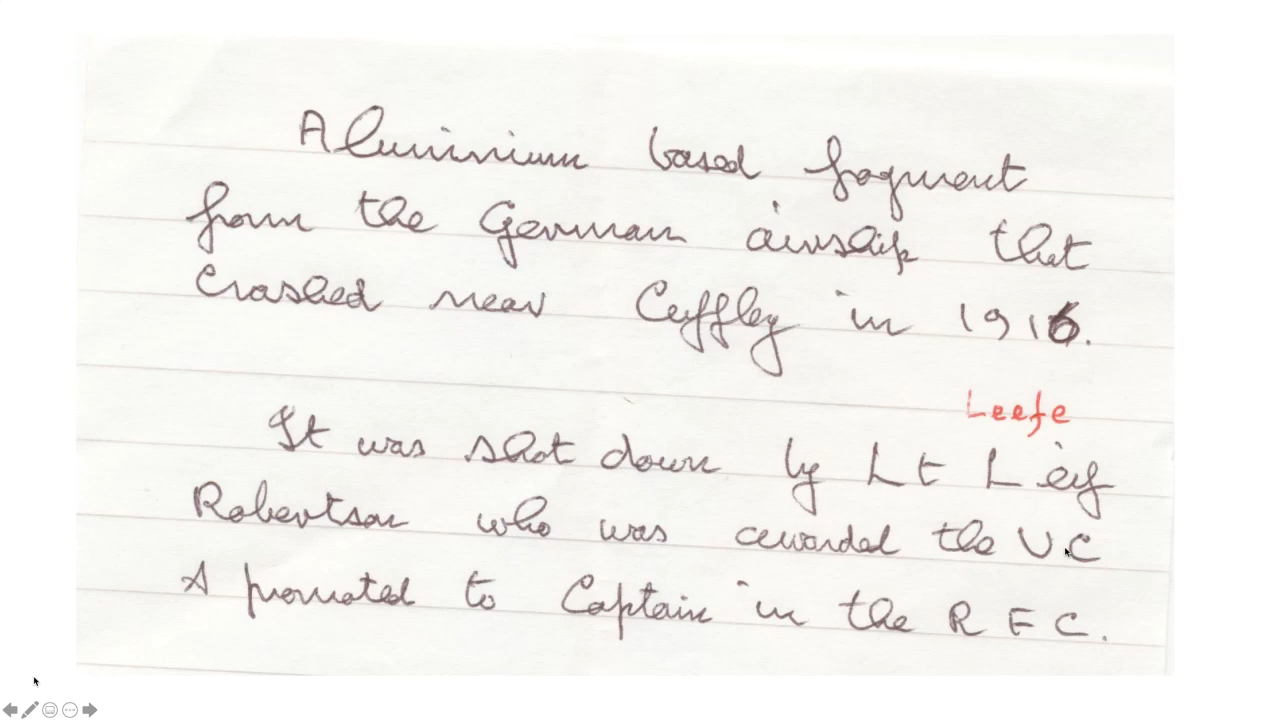 Aluminium based fragment
from the German airship that
Crashed near Cuffley in 1916.
Leefe
It was shot down by Lt Leif
Robertson who was awarded the VC
& promoted to Captain in the R F C.